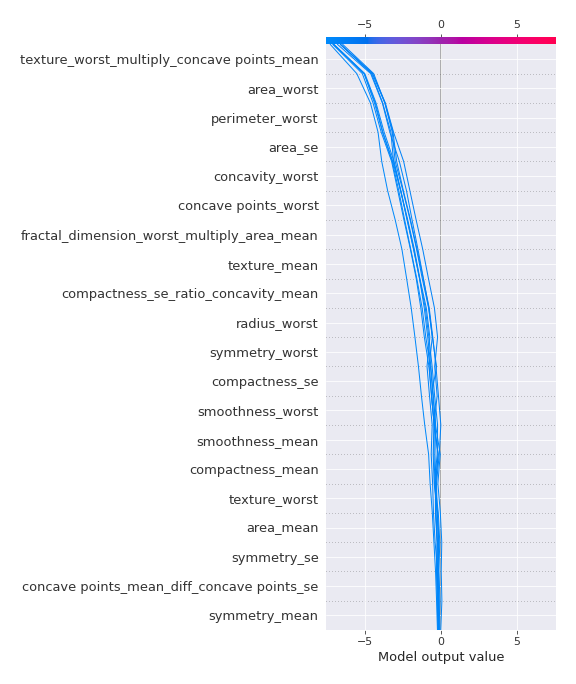 −5 0 5
texture_worst_multiply_concave points_mean
area_worst
perimeter_worst
area_se
concavity_worst
concave points_worst
fractal_dimension_worst_multiply_area_mean
texture_mean
compactness_se_ratio_concavity_mean
radius_worst
symmetry_worst
compactness_se
smoothness_worst
smoothness_mean
compactness_mean
texture_worst
area_mean
symmetry_se
concave points_mean_diff_concave points_se
symmetry_mean
−5 0 5
Model output value